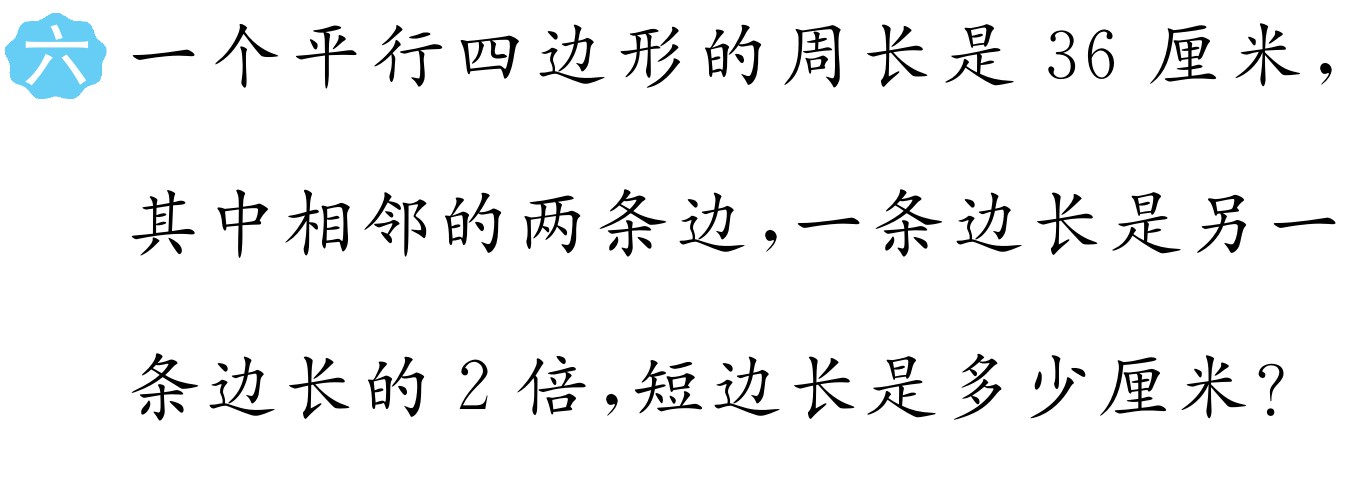 六 一个平行四边形的周长是 36 厘米，
其中相邻的两条边，一条边长是另一
条边长的 2 倍，短边长是多少厘米？